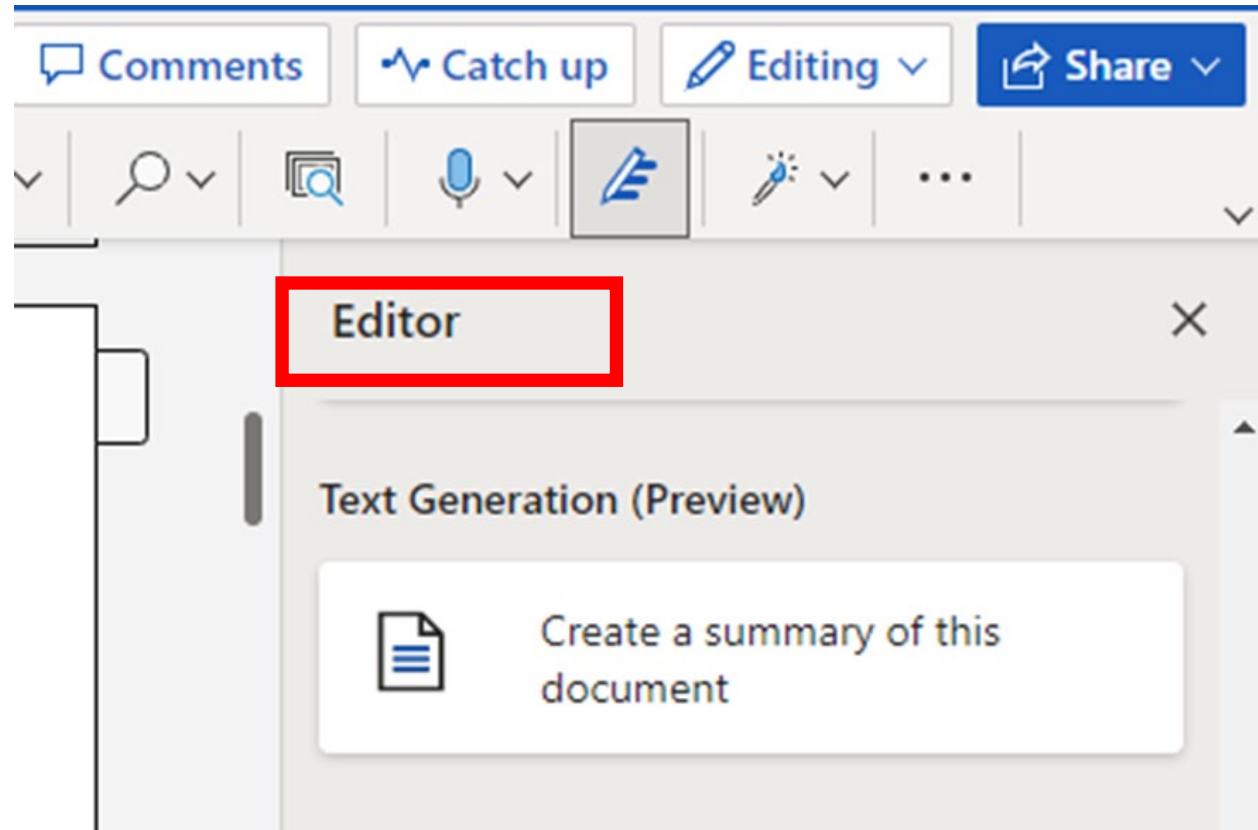 Comments Catch up Editing Share
Editor
Text Generation (Preview)
Create a summary of this
document